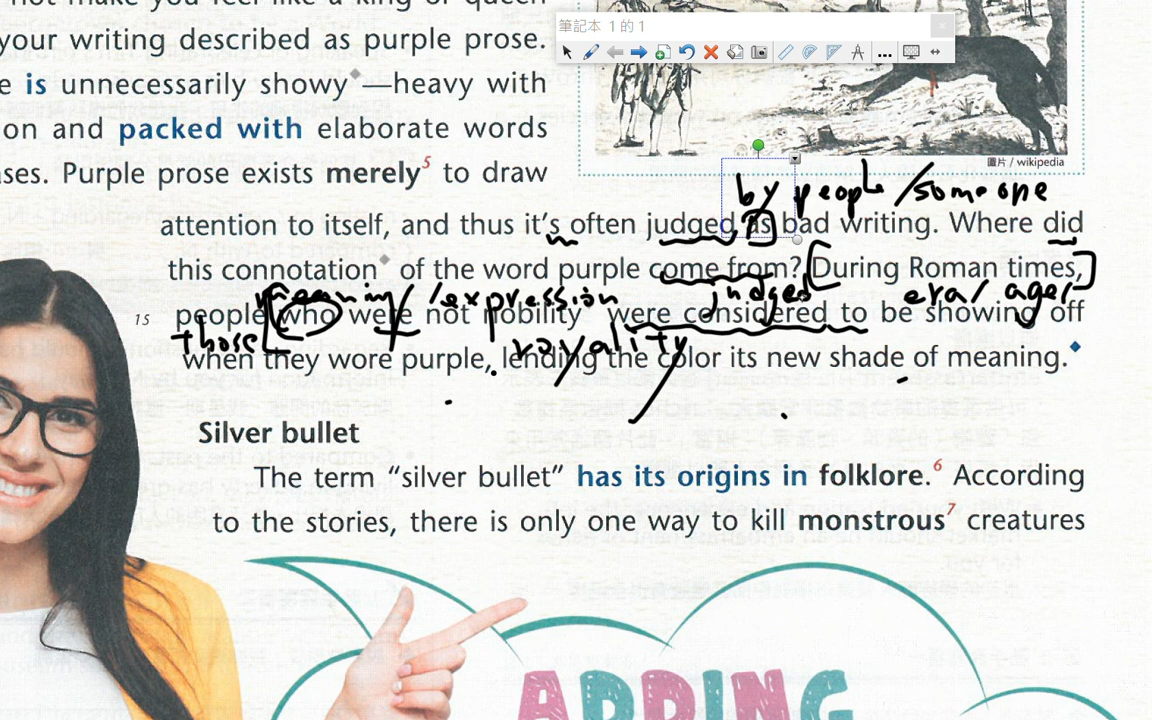 not make you feel like a king or queen
your writing described as purple prose.
e is unnecessarily showy◆—heavy with
on and packed with elaborate words
ases. Purple prose exists merely5 to draw
筆記本 1 的 1
圖片 / wikipedia
by people /someone
attention to itself, and thus it's often judged as bad writing. Where did
this connotation◆ of the word purple come from? During Roman times,
meaning / expression judged era/ ages
15 people who were not nobility were considered to be showing off
those royality
when they wore purple, lending the color its new shade of meaning.◆
Silver bullet
The term “silver bullet” has its origins in folklore.6 According
to the stories, there is only one way to kill monstrous7 creatures
ADDING